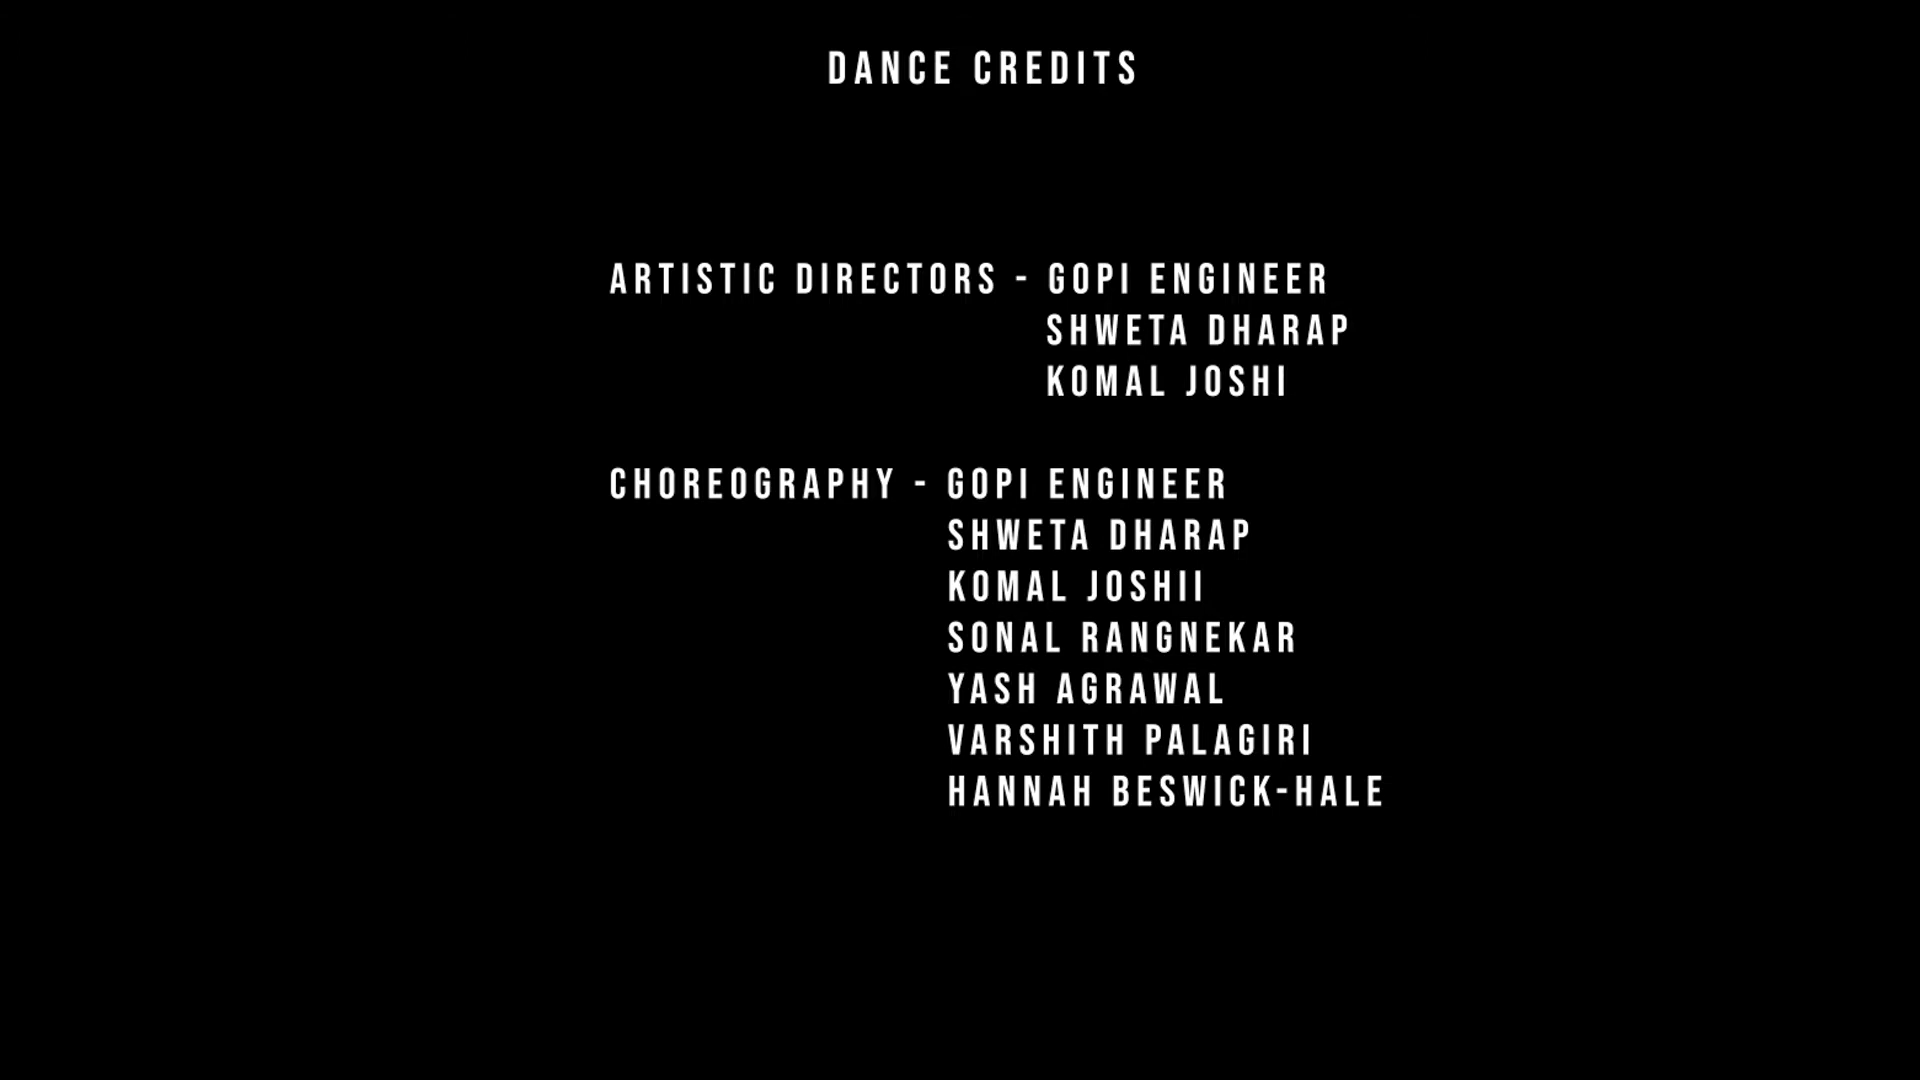 DANCE CREDITS
ARTISTIC DIRECTORS - GOPI ENGINEER
SHWETA DHARAP
KOMAL JOSHI
CHOREOGRAPHY - GOPI ENGINEER
SHWETA DHARAP
KOMAL JOSHII
SONAL RANGNEKAR
YASH AGRAWAL
VARSHITH PALAGIRI
HANNAH BESWICK-HALE